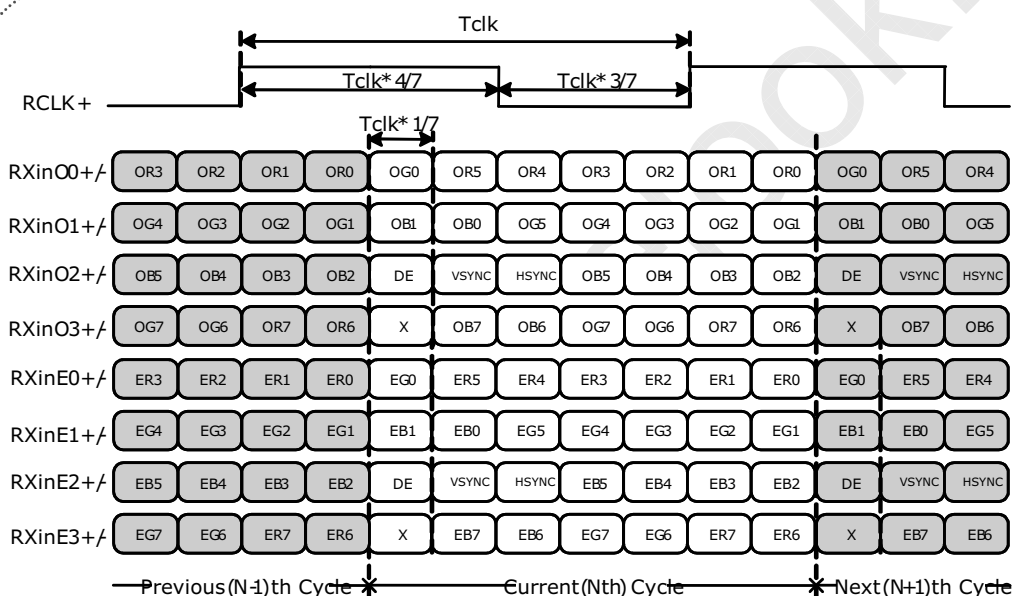 Tclk
Tclk*4/7 Tclk*3/7
RCLK+
Tclk*1/7
RXinO0+/- OR3 OR2 OR1 OR0 OG0 OR5 OR4 OR3 OR2 OR1 OR0 OG0 OR5 OR4
RXinO1+/- OG4 OG3 OG2 OG1 OB1 OB0 OG5 OG4 OG3 OG2 OG1 OB1 OB0 OG5
RXinO2+/- OB5 OB4 OB3 OB2 DE VSYNC HSYNC OB5 OB4 OB3 OB2 DE VSYNC HSYNC
RXinO3+/- OG7 OG6 OR7 OR6 X OB7 OB6 OG7 OG6 OR7 OR6 X OB7 OB6
RXinE0+/- ER3 ER2 ER1 ER0 EG0 ER5 ER4 ER3 ER2 ER1 ER0 EG0 ER5 ER4
RXinE1+/- EG4 EG3 EG2 EG1 EB1 EB0 EG5 EG4 EG3 EG2 EG1 EB1 EB0 EG5
RXinE2+/- EB5 EB4 EB3 EB2 DE VSYNC HSYNC EB5 EB4 EB3 EB2 DE VSYNC HSYNC
RXinE3+/- EG7 EG6 ER7 ER6 X EB7 EB6 EG7 EG6 ER7 ER6 X EB7 EB6
Previous(N-1)th Cycle Current(Nth) Cycle Next(N+1)th Cycle